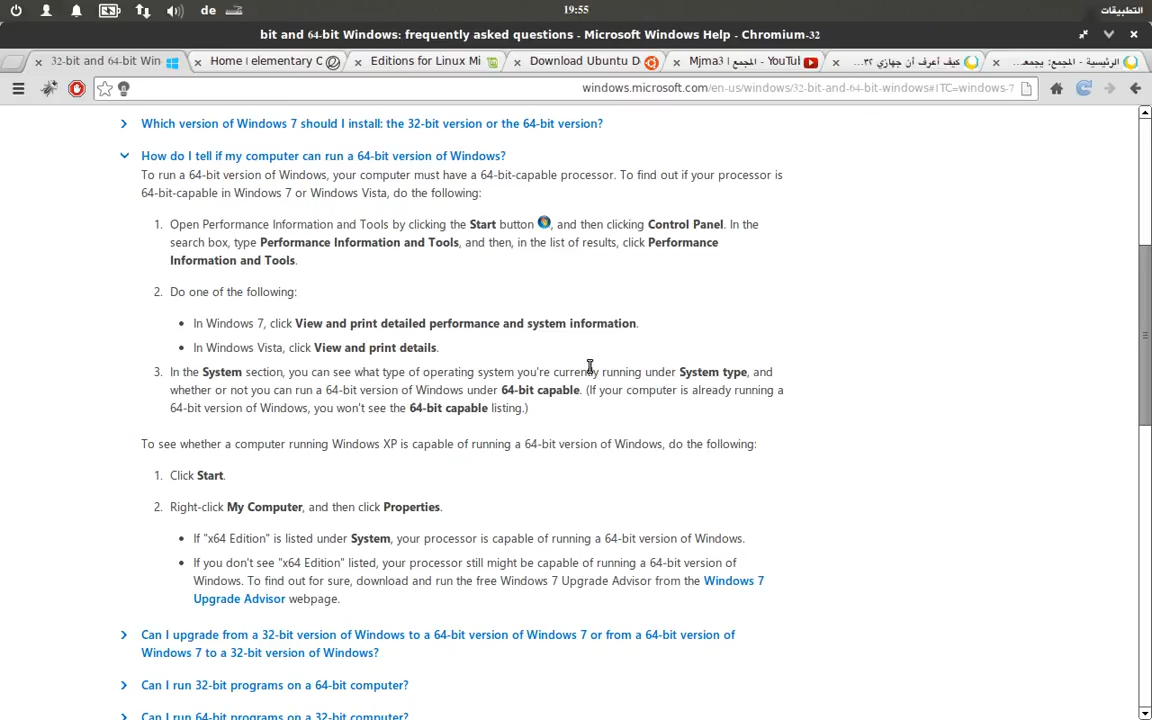 de
19:55
التطبيقات
bit and 64-bit Windows: frequently asked questions - Microsoft Windows Help - Chromium-32
32-bit and 64-bit Win
Home | elementary O
Editions for Linux Mi
Download Ubuntu D
Mjma3 | المجمع - YouTul
كيف أعرف أن جهازي ٣٢...
الرئيسية - المجمع: يجمعـ...
windows.microsoft.com/en-us/windows/32-bit-and-64-bit-windows#1TC=windows-7
Which version of Windows 7 should I install: the 32-bit version or the 64-bit version?
How do I tell if my computer can run a 64-bit version of Windows?
To run a 64-bit version of Windows, your computer must have a 64-bit-capable processor. To find out if your processor is
64-bit-capable in Windows 7 or Windows Vista, do the following:
1. Open Performance Information and Tools by clicking the Start button , and then clicking Control Panel. In the
search box, type Performance Information and Tools, and then, in the list of results, click Performance
Information and Tools.
2. Do one of the following:
• In Windows 7, click View and print detailed performance and system information.
• In Windows Vista, click View and print details.
3. In the System section, you can see what type of operating system you're currently running under System type, and
whether or not you can run a 64-bit version of Windows under 64-bit capable. (If your computer is already running a
64-bit version of Windows, you won't see the 64-bit capable listing.)
To see whether a computer running Windows XP is capable of running a 64-bit version of Windows, do the following:
1. Click Start.
2. Right-click My Computer, and then click Properties.
• If "x64 Edition" is listed under System, your processor is capable of running a 64-bit version of Windows.
• If you don't see "x64 Edition" listed, your processor still might be capable of running a 64-bit version of
Windows. To find out for sure, download and run the free Windows 7 Upgrade Advisor from the Windows 7
Upgrade Advisor webpage.
Can I upgrade from a 32-bit version of Windows to a 64-bit version of Windows 7 or from a 64-bit version of
Windows 7 to a 32-bit version of Windows?
Can I run 32-bit programs on a 64-bit computer?
Can I run 64-bit programs on a 32-bit computer?